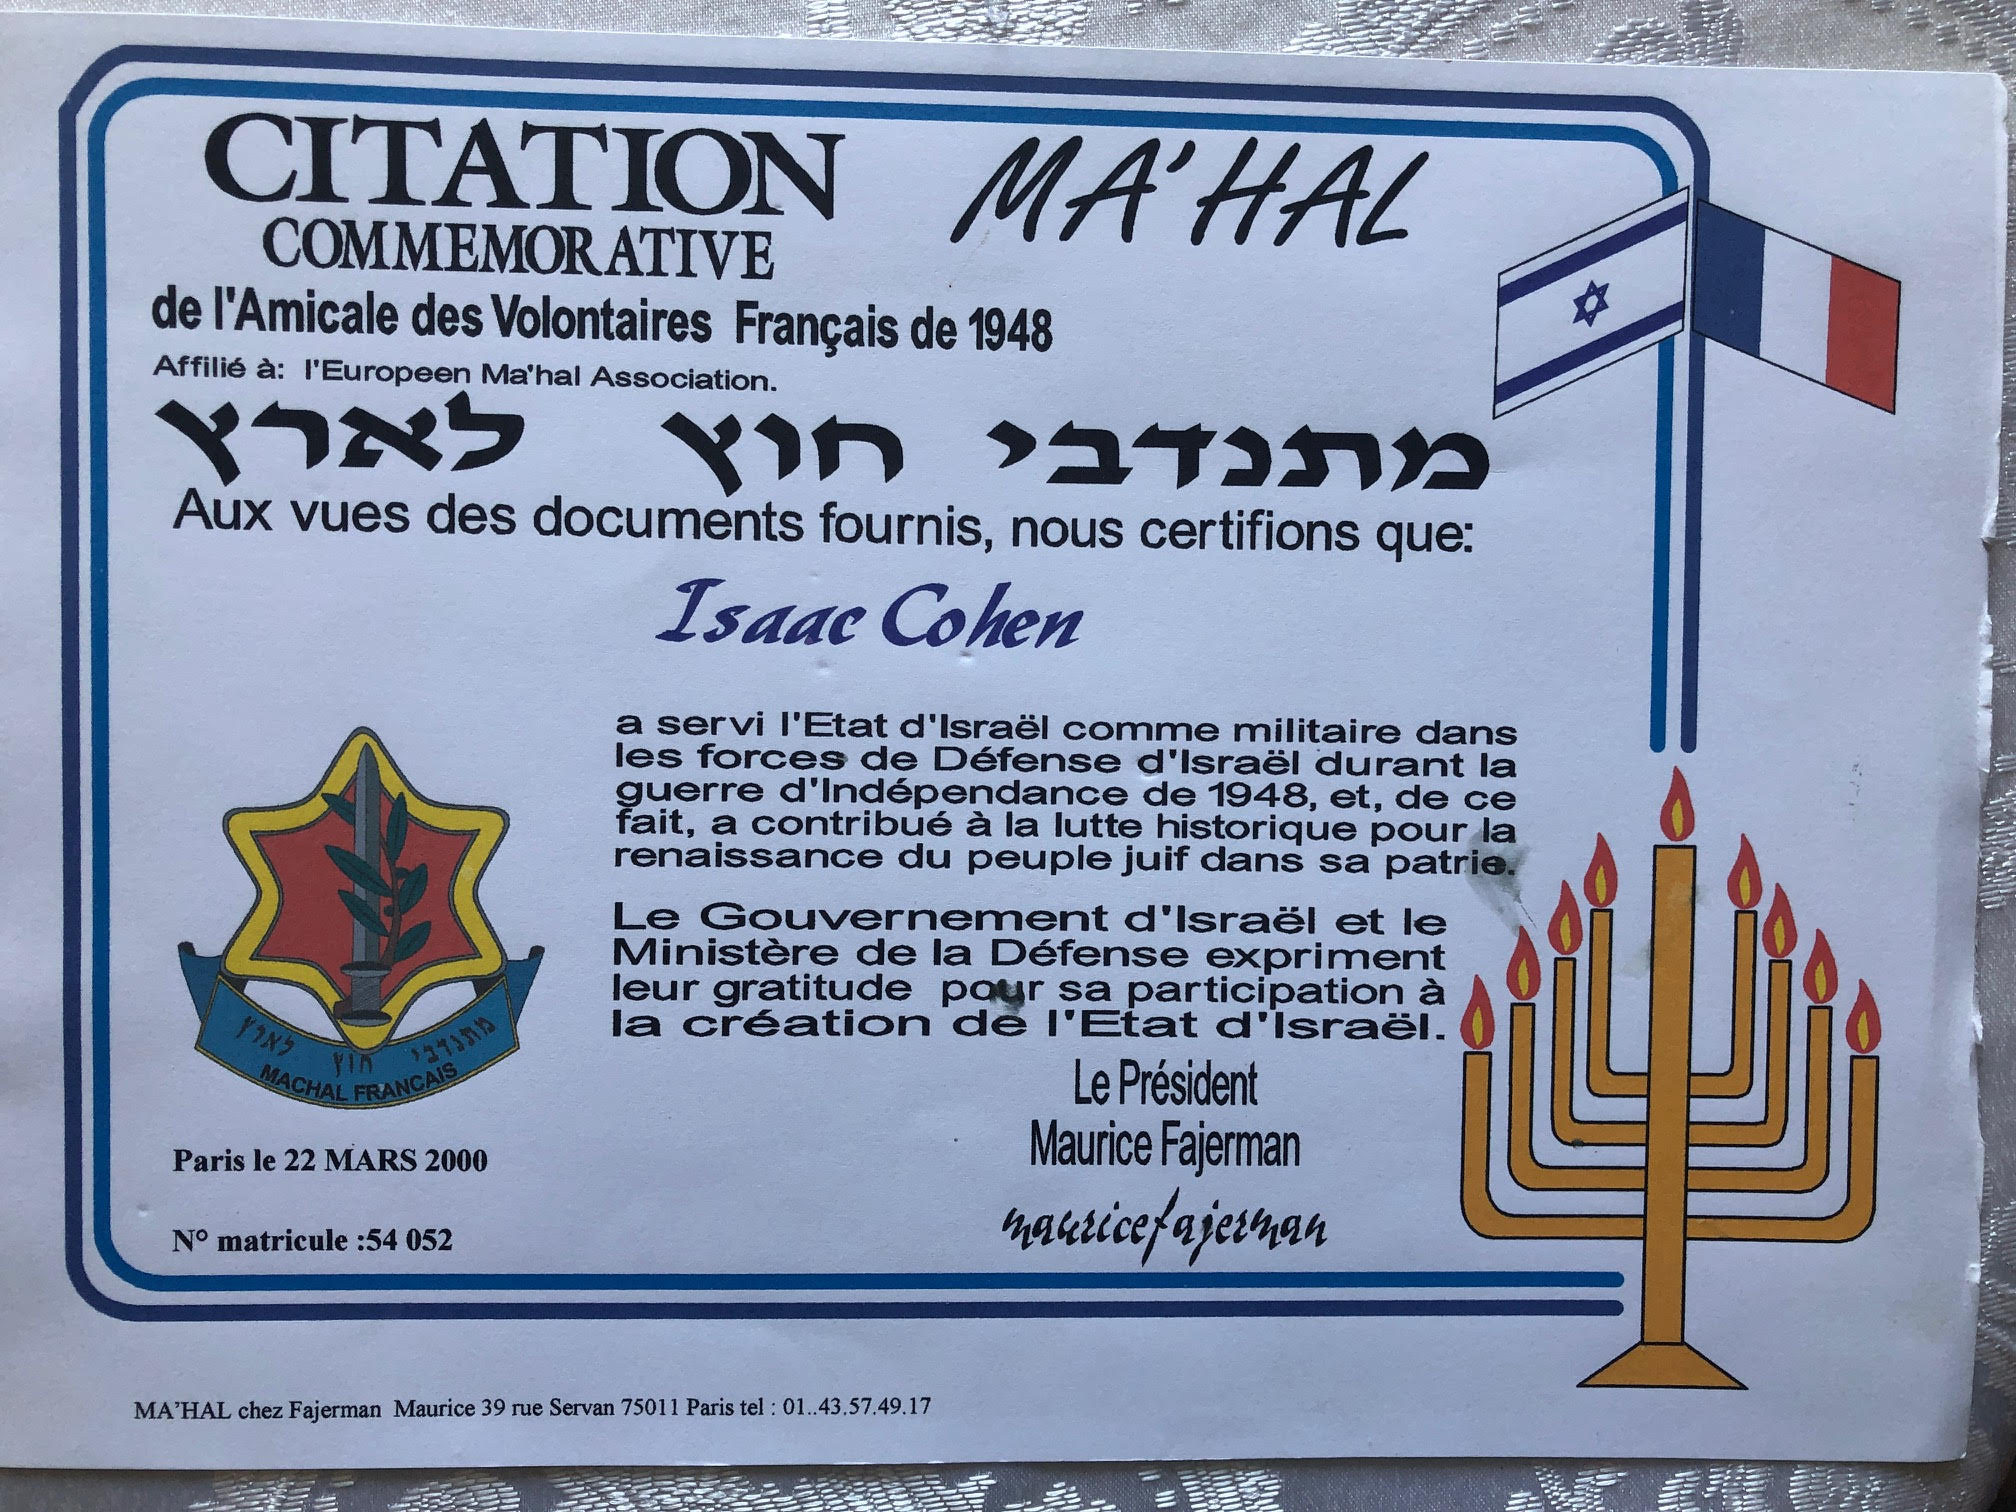 CITATION
MA'HAL
COMMEMORATIVE
de l'Amicale des Volontaires Français de 1948
Affilié à: l'Europeen Ma'hal Association.
מתנדבי חוץ לארץ
Aux vues des documents fournis, nous certifions que:
Isaac Cohen
a servi l'Etat d'Israël comme militaire dans
les forces de Défense d'Israël durant la
guerre d'Indépendance de 1948, et, de ce
fait, a contribué à la lutte historique pour la
renaissance du peuple juif dans sa patrie.
Le Gouvernement d'Israël et le
Ministère de la Défense expriment
leur gratitude pour sa participation à
la création de l'Etat d'Israël.
מתנדבי חוץ לארץ
MACHAL FRANCAIS
Le Président
Maurice Fajerman
mauricefajerman
Paris le 22 MARS 2000
N° matricule :54 052
MA'HAL chez Fajerman Maurice 39 rue Servan 75011 Paris tel : 01..43.57.49.17